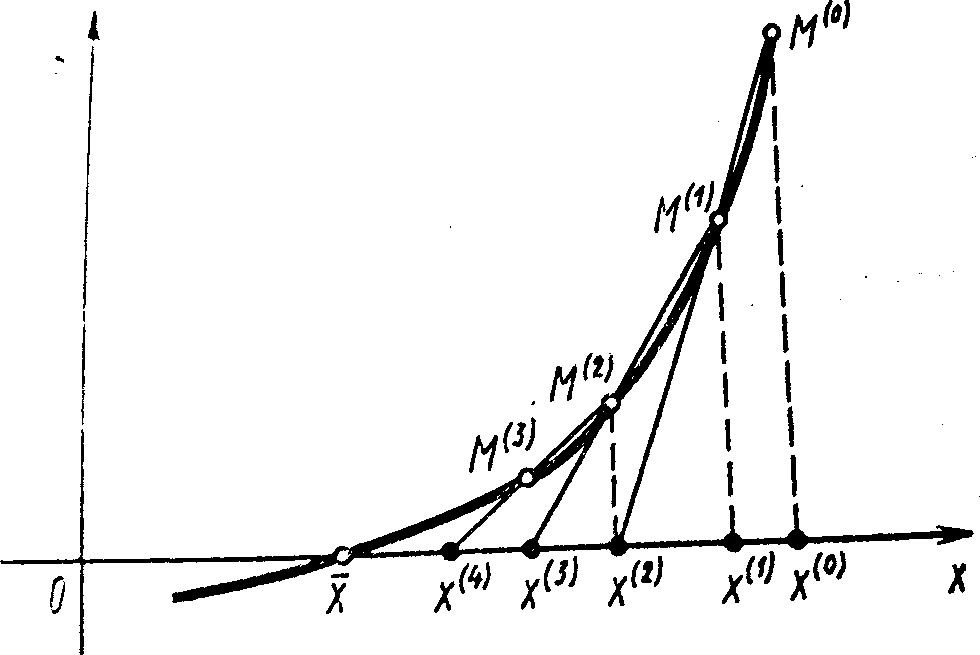 M^(0)
M^(1)
M^(2)
M^(3)
0 x̄ x^(4) x^(3) x^(2) x^(1) x^(0) x